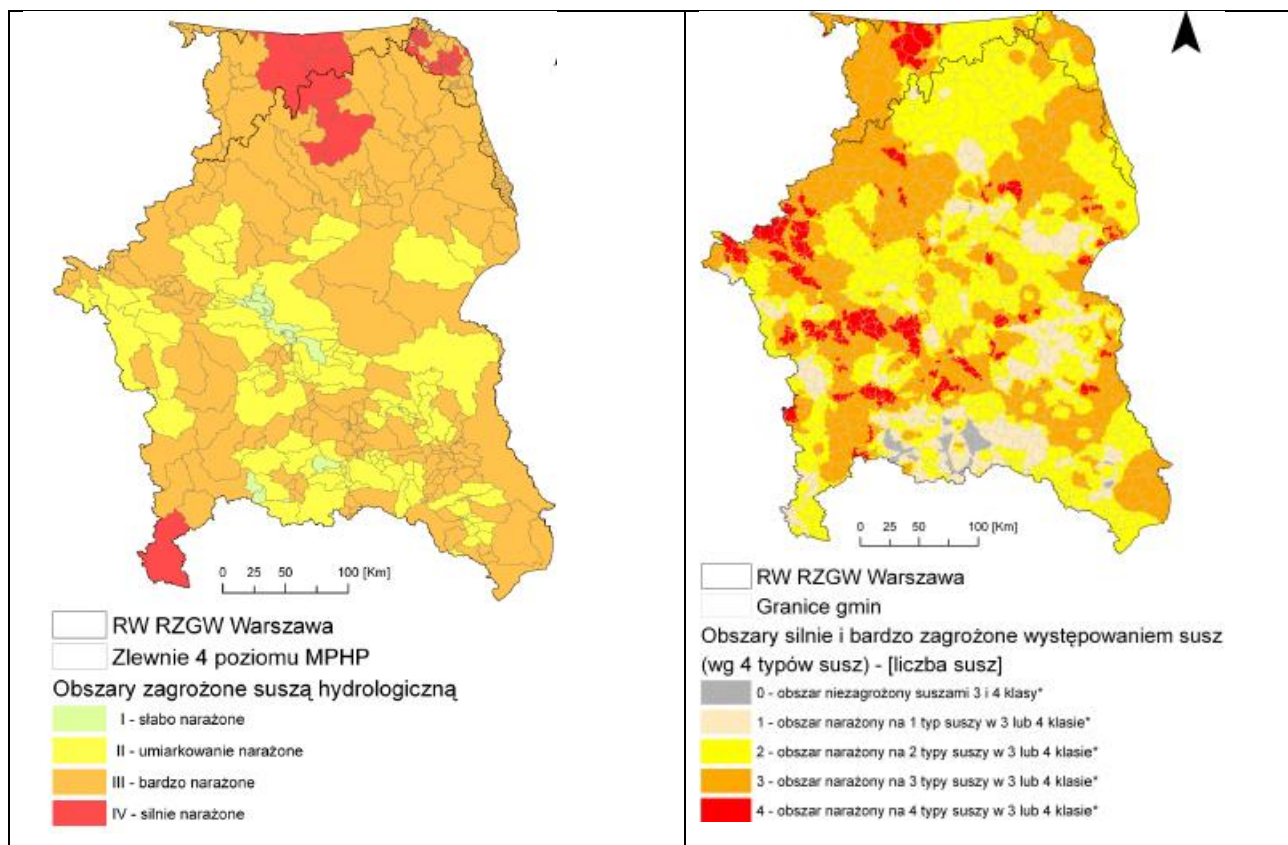 0 25 50 100 [Km]
RW RZGW Warszawa
Zlewnie 4 poziomu MPHP
Obszary zagrożone suszą hydrologiczną
I - słabo narażone
II - umiarkowanie narażone
III - bardzo narażone
IV - silnie narażone
0 25 50 100 [Km]
RW RZGW Warszawa
Granice gmin
Obszary silnie i bardzo zagrożone występowaniem susz
(wg 4 typów susz) - [liczba susz]
0 - obszar niezagrożony suszami 3 i 4 klasy*
1 - obszar narażony na 1 typ suszy w 3 lub 4 klasie*
2 - obszar narażony na 2 typy suszy w 3 lub 4 klasie*
3 - obszar narażony na 3 typy suszy w 3 lub 4 klasie*
4 - obszar narażony na 4 typy suszy w 3 lub 4 klasie*